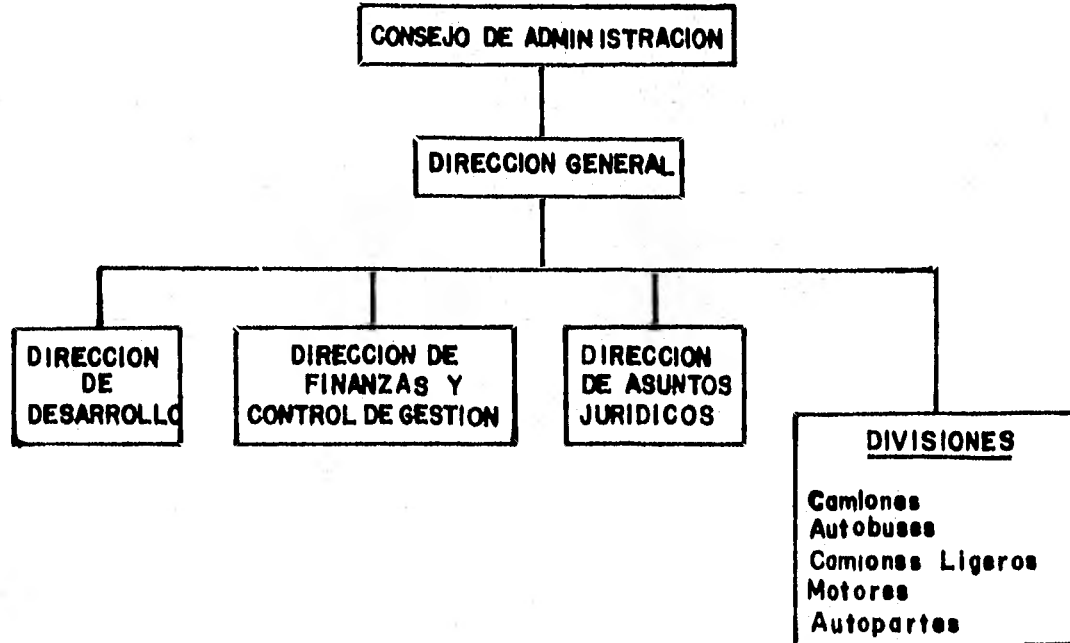 CONSEJO DE ADMINISTRACION
DIRECCION GENERAL
DIRECCION
DE
DESARROLLO
DIRECCION DE
FINANZAS Y
CONTROL DE GESTION
DIRECCION
DE ASUNTOS
JURIDICOS
DIVISIONES
Camiones
Autobuses
Camiones Ligeros
Motores
Autopartes